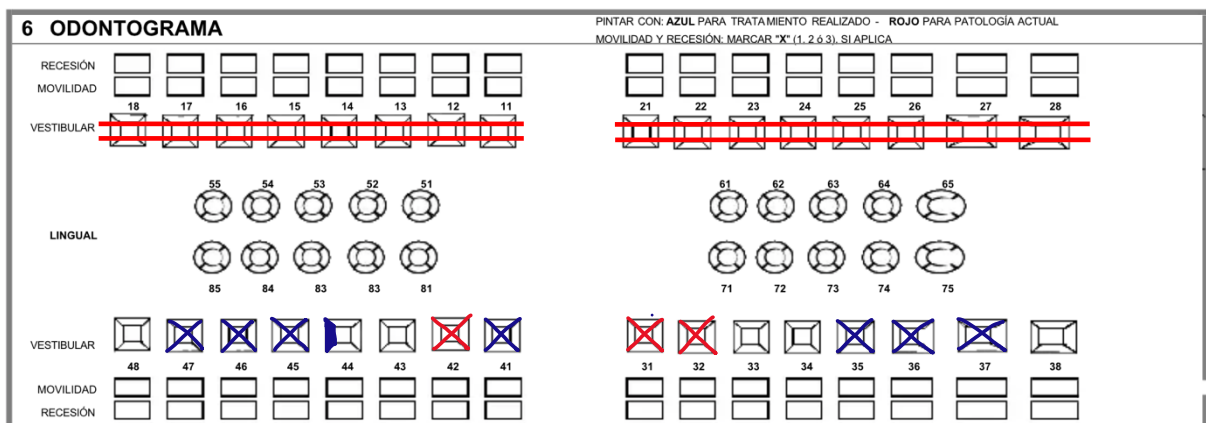 6 ODONTOGRAMA
PINTAR CON: AZUL PARA TRATAMIENTO REALIZADO - ROJO PARA PATOLOGÍA ACTUAL
MOVILIDAD Y RECESIÓN: MARCAR "X" (1, 2 ó 3), SI APLICA
RECESIÓN
MOVILIDAD
18 17 16 15 14 13 12 11 21 22 23 24 25 26 27 28
VESTIBULAR
55 54 53 52 51 61 62 63 64 65
LINGUAL
85 84 83 83 81 71 72 73 74 75
VESTIBULAR
48 47 46 45 44 43 42 41 31 32 33 34 35 36 37 38
MOVILIDAD
RECESIÓN